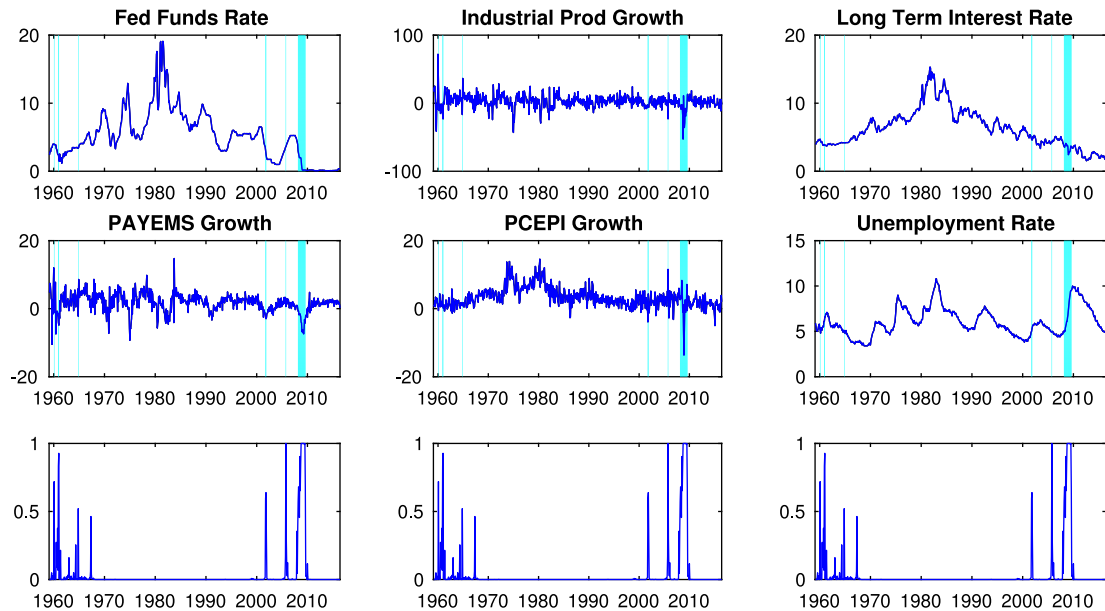 Fed Funds Rate Industrial Prod Growth Long Term Interest Rate
20 100 20
10 0 10
0 -100 0
1960 1970 1980 1990 2000 2010 1960 1970 1980 1990 2000 2010 1960 1970 1980 1990 2000 2010
PAYEMS Growth PCEPI Growth Unemployment Rate
20 20 15
10
0 0
5
-20 -20 0
1960 1970 1980 1990 2000 2010 1960 1970 1980 1990 2000 2010 1960 1970 1980 1990 2000 2010
1 1 1
0.5 0.5 0.5
0 0 0
1960 1970 1980 1990 2000 2010 1960 1970 1980 1990 2000 2010 1960 1970 1980 1990 2000 2010